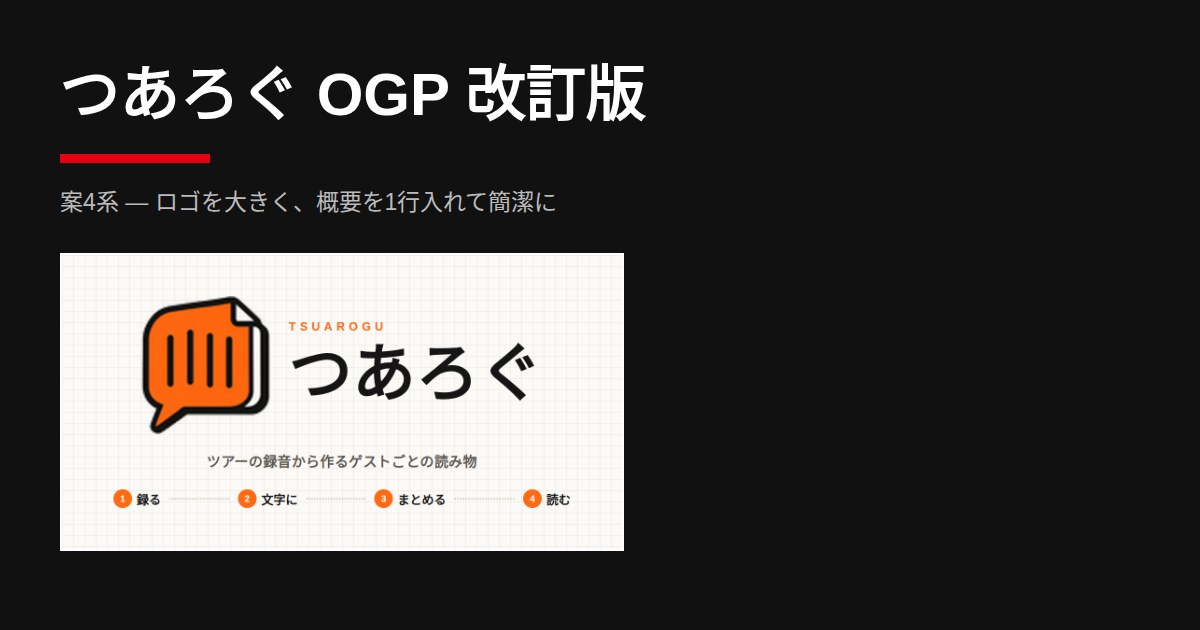 つあろぐ OGP 改訂版
案4系 — ロゴを大きく、概要を1行入れて簡潔に
TSUAROGU
つあろぐ
ツアーの録音から作るゲストごとの読み物
1 録る 2 文字に 3 まとめる 4 読む